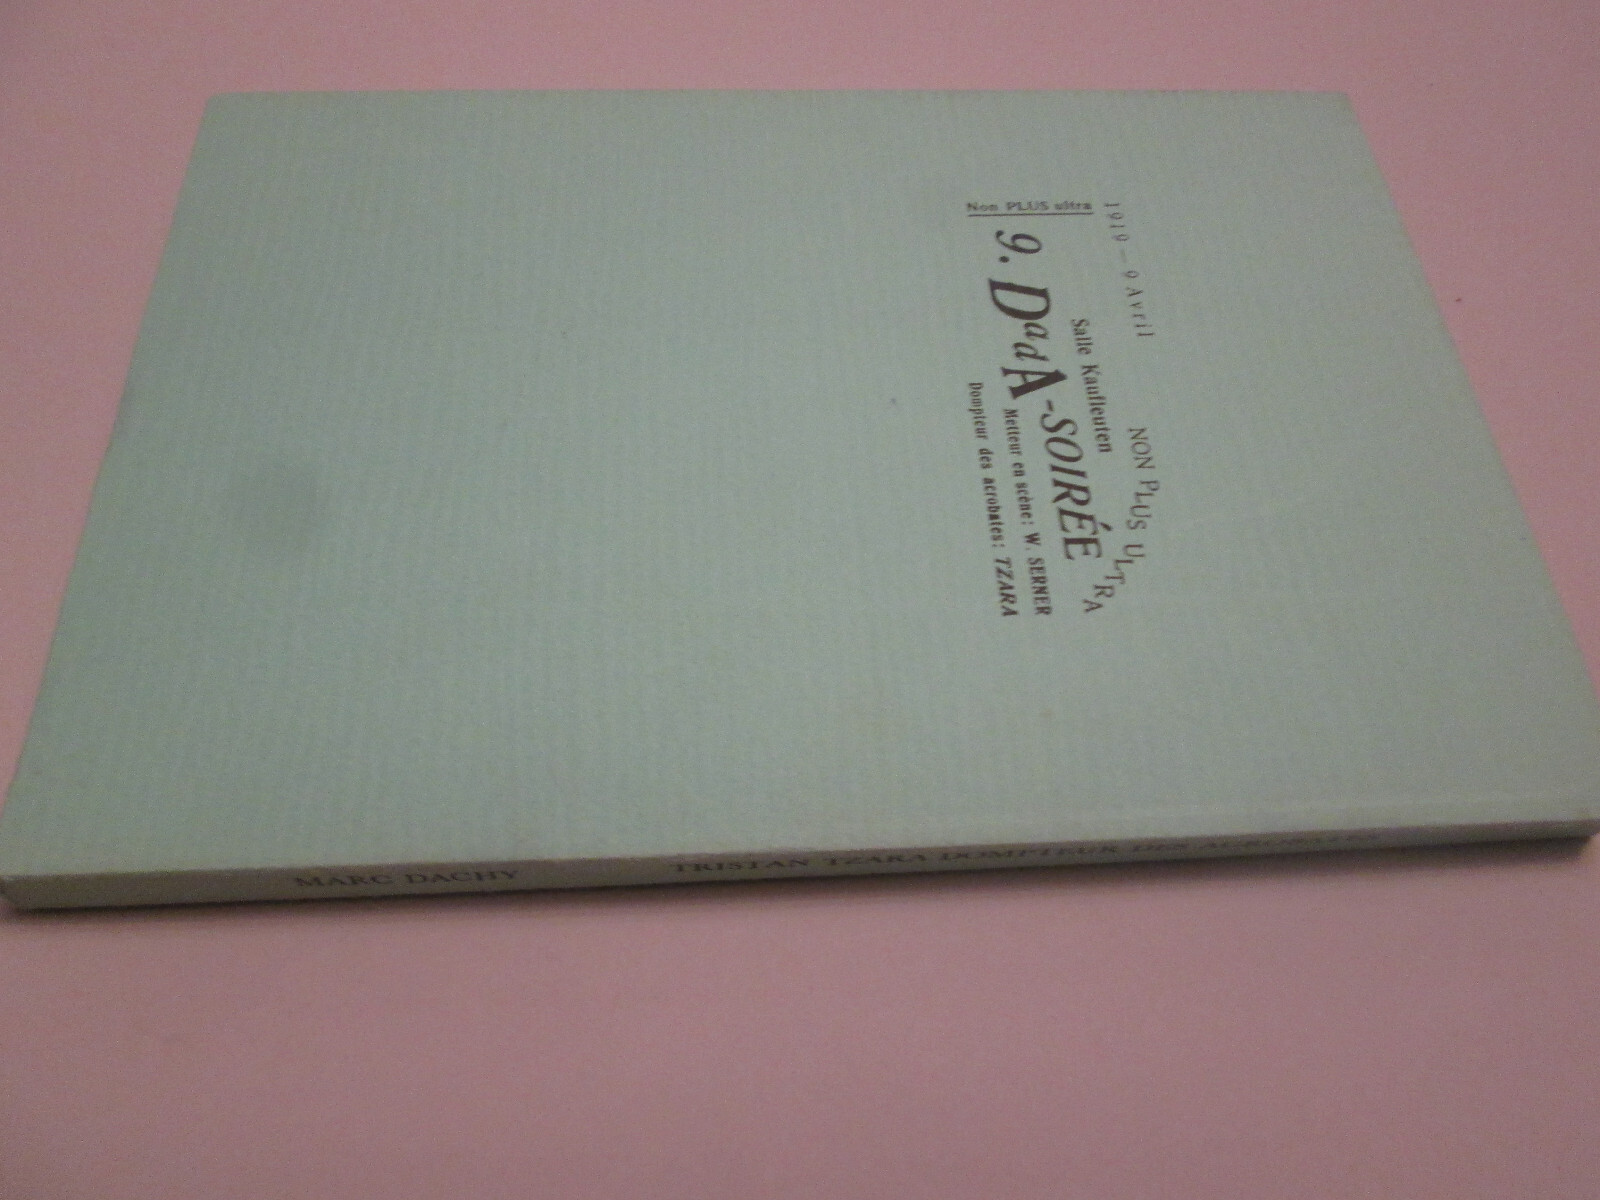 1919 – 9 Avril
NON PLUS ULTRA
Salle Kaufleuten
Non PLUS ultra
9. DadA-SOIRÉE
Metteur en scène: W. SERNER
Dompteur des acrobates: TZARA
MARC DACHY
TRISTAN TZARA DOMPTEUR DES ACROBATES